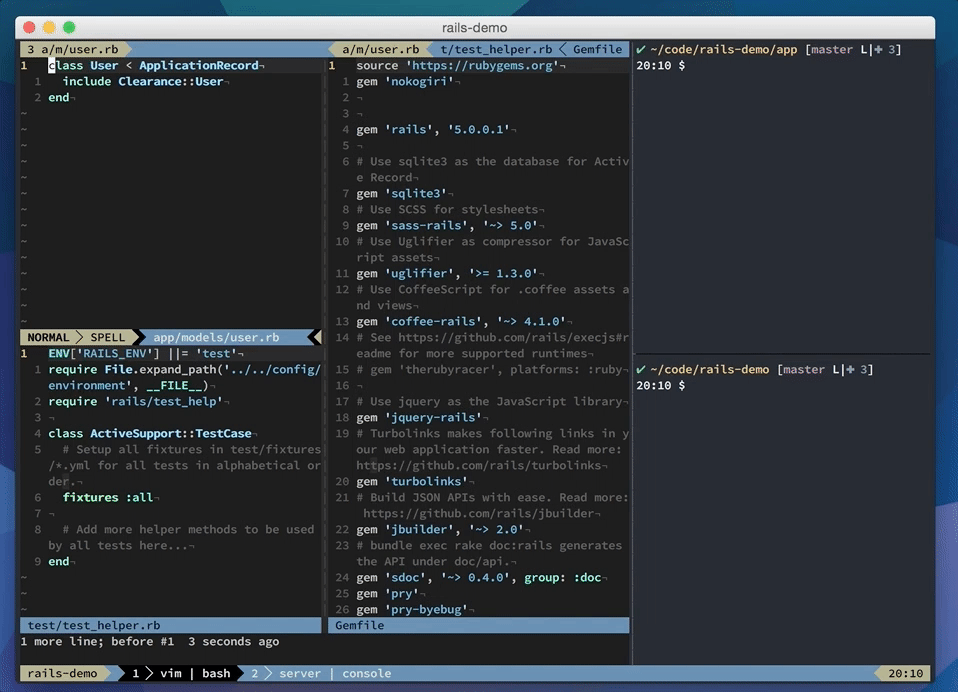 rails-demo
3 a/m/user.rb
1 class User < ApplicationRecord¬
1 include Clearance::User¬
2 end¬
~
~
~
~
~
~
~
~
~
~
~
~
~
~
NORMAL SPELL app/models/user.rb
1 ENV['RAILS_ENV'] ||= 'test'¬
1 require File.expand_path('../../config/
environment', __FILE__)¬
2 require 'rails/test_help'¬
3 ¬
4 class ActiveSupport::TestCase¬
5 # Setup all fixtures in test/fixtures
/*.yml for all tests in alphabetical or
der.¬
6 fixtures :all¬
7 ¬
8 # Add more helper methods to be used
by all tests here...¬
9 end¬
~
~
~
test/test_helper.rb
a/m/user.rb t/test_helper.rb < Gemfile
1 source 'https://rubygems.org'¬
1 gem 'nokogiri'¬
2 ¬
3 ¬
4 gem 'rails', '5.0.0.1'¬
5 ¬
6 # Use sqlite3 as the database for Activ
e Record¬
7 gem 'sqlite3'¬
8 # Use SCSS for stylesheets¬
9 gem 'sass-rails', '~> 5.0'¬
10 # Use Uglifier as compressor for JavaSc
ript assets¬
11 gem 'uglifier', '>= 1.3.0'¬
12 # Use CoffeeScript for .coffee assets a
nd views¬
13 gem 'coffee-rails', '~> 4.1.0'¬
14 # See https://github.com/rails/execjs#r
eadme for more supported runtimes¬
15 # gem 'therubyracer', platforms: :ruby¬
16 ¬
17 # Use jquery as the JavaScript library¬
18 gem 'jquery-rails'¬
19 # Turbolinks makes following links in y
our web application faster. Read more:
https://github.com/rails/turbolinks¬
20 gem 'turbolinks'¬
21 # Build JSON APIs with ease. Read more:
https://github.com/rails/jbuilder¬
22 gem 'jbuilder', '~> 2.0'¬
23 # bundle exec rake doc:rails generates
the API under doc/api.¬
24 gem 'sdoc', '~> 0.4.0', group: :doc¬
25 gem 'pry'¬
26 gem 'pry-byebug'¬
Gemfile
1 more line; before #1 3 seconds ago
✔ ~/code/rails-demo/app [master L|✚ 3]
20:10 $
✔ ~/code/rails-demo [master L|✚ 3]
20:10 $
rails-demo 1 > vim | bash 2 > server | console 20:10